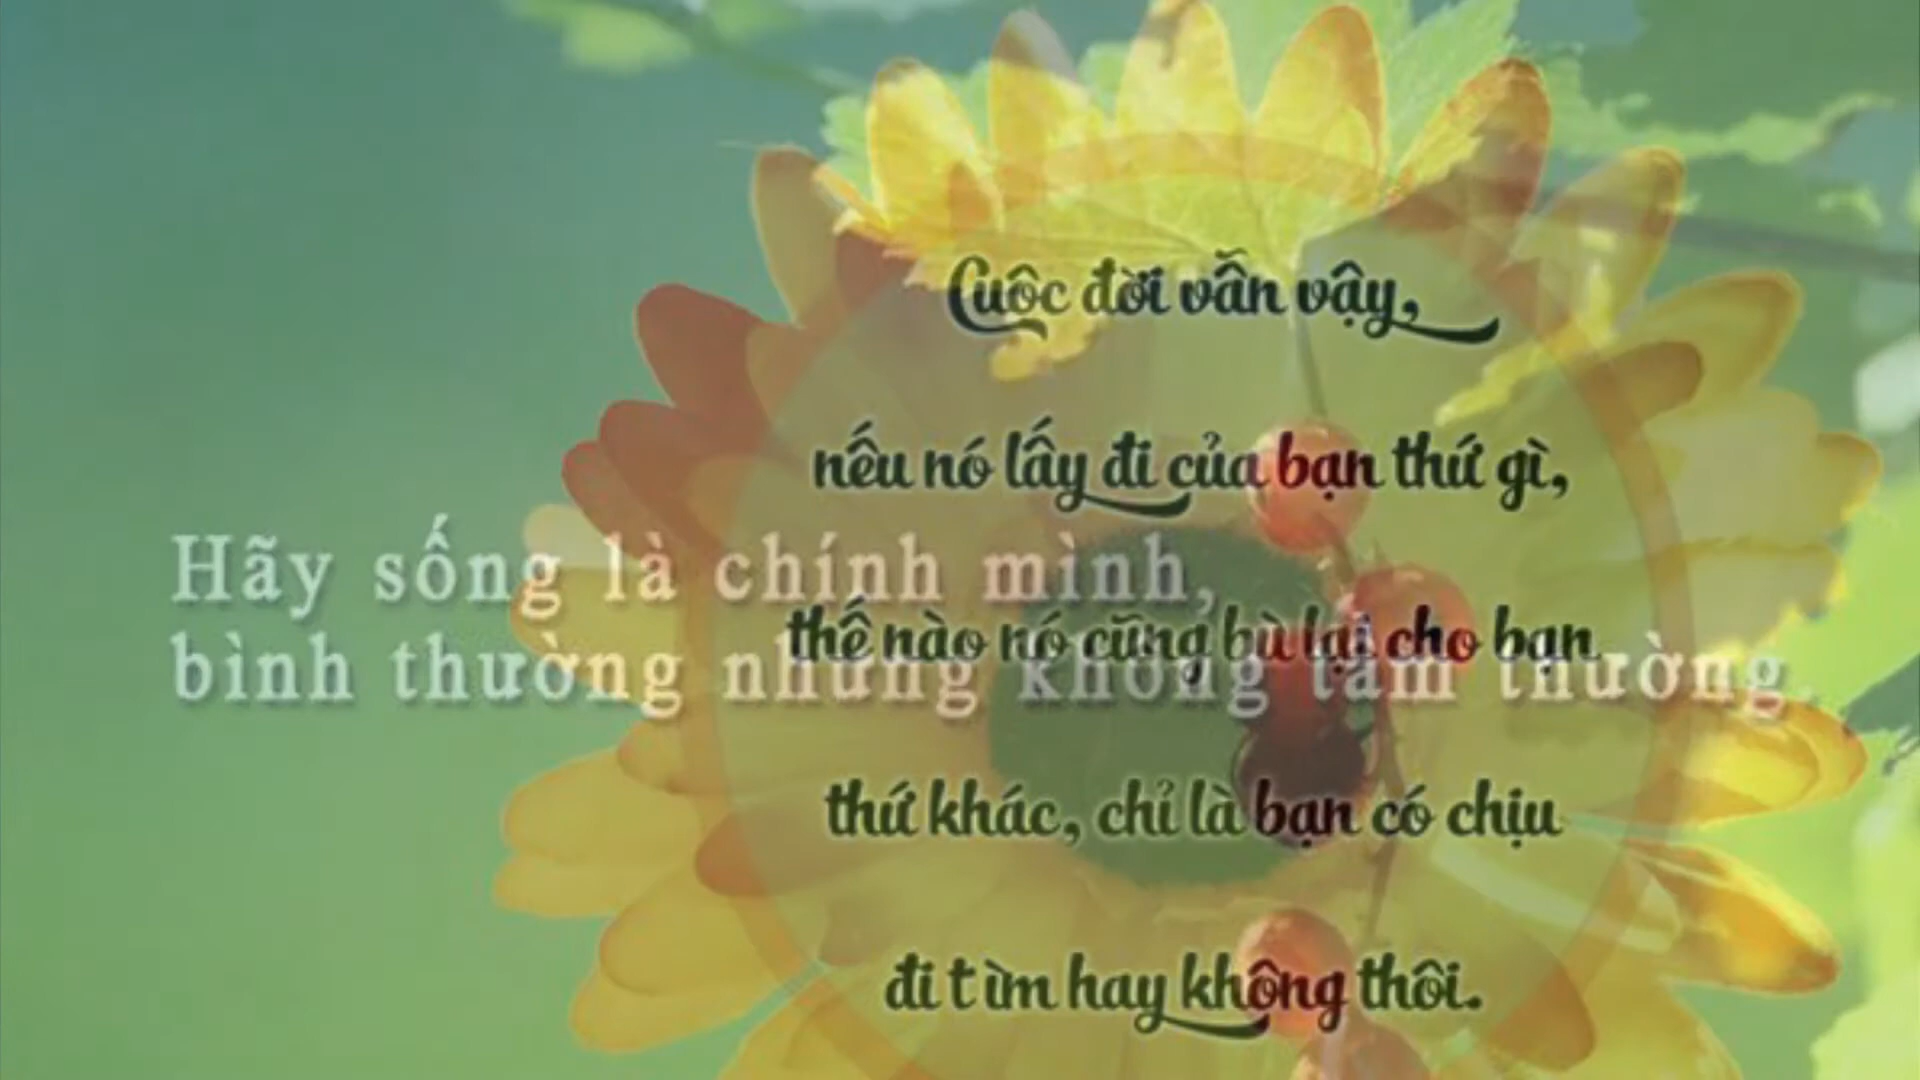 Cuộc đời vẫn vậy,
nếu nó lấy đi của bạn thứ gì,
thế nào nó cũng bù lại cho bạn
thứ khác, chỉ là bạn có chịu
đi tìm hay không thôi.
Hãy sống là chính mình,
bình thường nhưng không tầm thường.